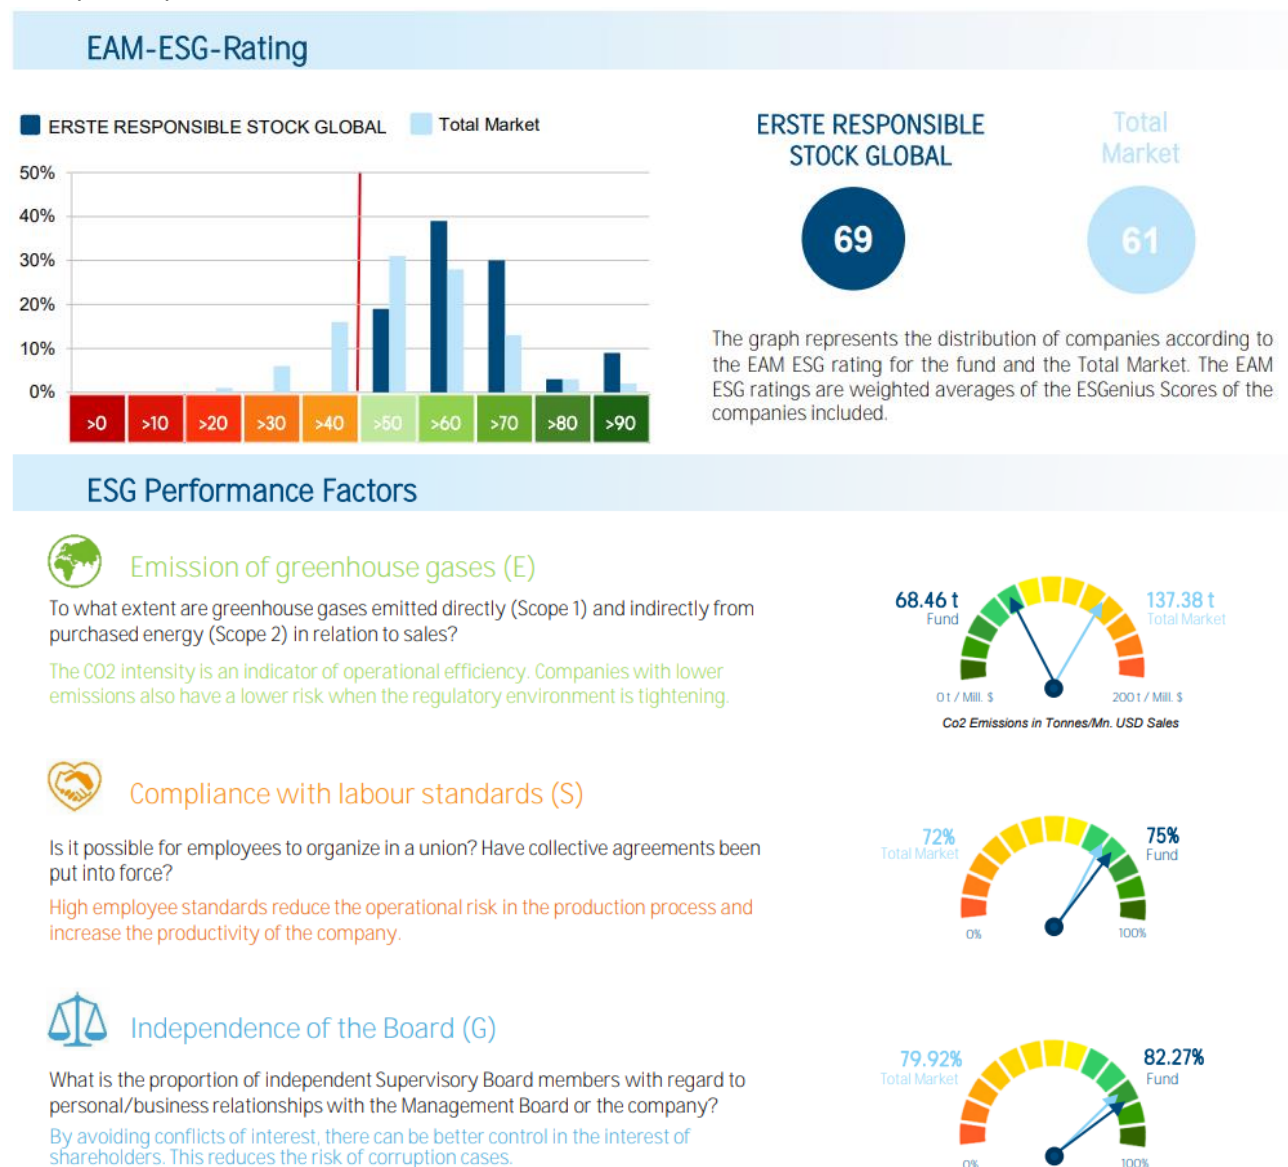 EAM-ESG-Rating
ERSTE RESPONSIBLE STOCK GLOBAL
Total Market
50%
40%
30%
20%
10%
0%
>0 >10 >20 >30 >40 >50 >60 >70 >80 >90
ERSTE RESPONSIBLE
STOCK GLOBAL
69
Total
Market
61
The graph represents the distribution of companies according to
the EAM ESG rating for the fund and the Total Market. The EAM
ESG ratings are weighted averages of the ESGenius Scores of the
companies included.
ESG Performance Factors
Emission of greenhouse gases (E)
To what extent are greenhouse gases emitted directly (Scope 1) and indirectly from
purchased energy (Scope 2) in relation to sales?
The CO2 intensity is an indicator of operational efficiency. Companies with lower
emissions also have a lower risk when the regulatory environment is tightening.
68.46 t
Fund
137.38 t
Total Market
0 t / Mill. $
200 t / Mill. $
Co2 Emissions in Tonnes/Mn. USD Sales
Compliance with labour standards (S)
Is it possible for employees to organize in a union? Have collective agreements been
put into force?
High employee standards reduce the operational risk in the production process and
increase the productivity of the company.
72%
Total Market
75%
Fund
0%
100%
Independence of the Board (G)
What is the proportion of independent Supervisory Board members with regard to
personal/business relationships with the Management Board or the company?
By avoiding conflicts of interest, there can be better control in the interest of
shareholders. This reduces the risk of corruption cases.
79.92%
Total Market
82.27%
Fund
0%
100%